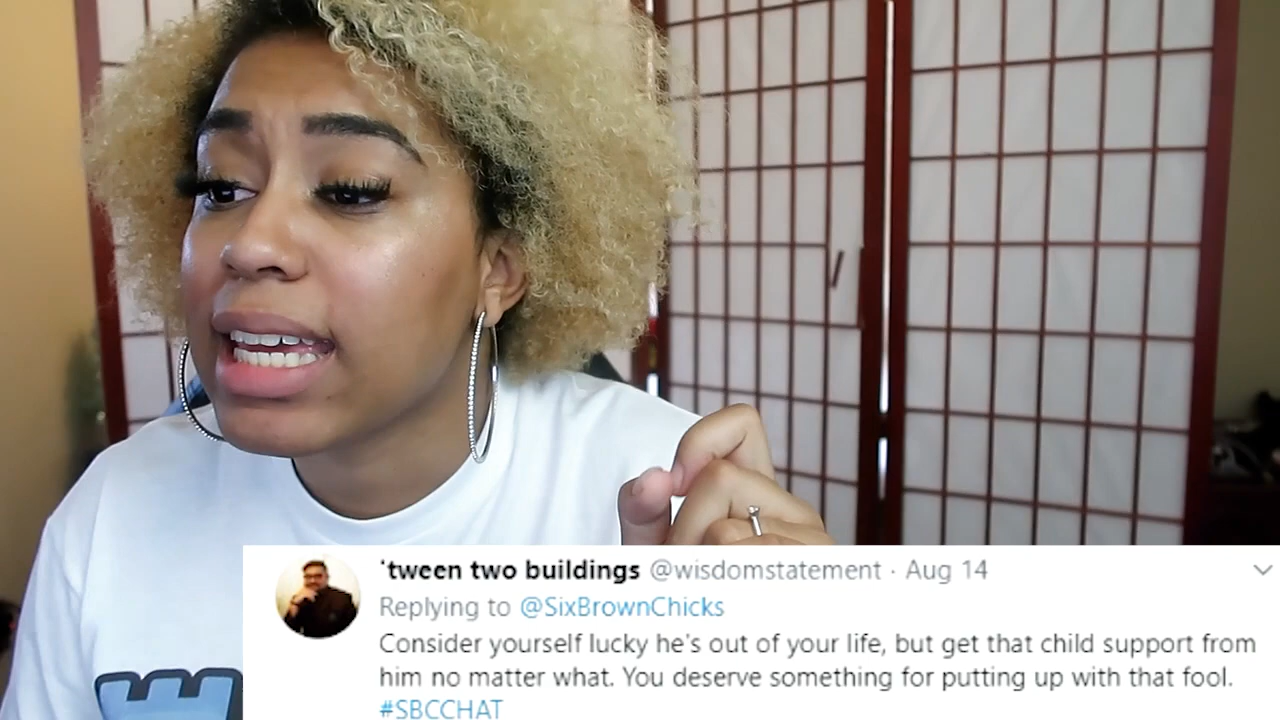 'tween two buildings @wisdomstatement · Aug 14
Replying to @SixBrownChicks
Consider yourself lucky he's out of your life, but get that child support from
him no matter what. You deserve something for putting up with that fool.
#SBCCHAT